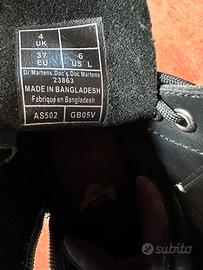 4
UK
37
EU
6
US L
Dr Martens.Doc's.Doc Martens
23863
MADE IN BANGLADESH
Fabriqué en Bangladesh
AS502
GB05V
subito